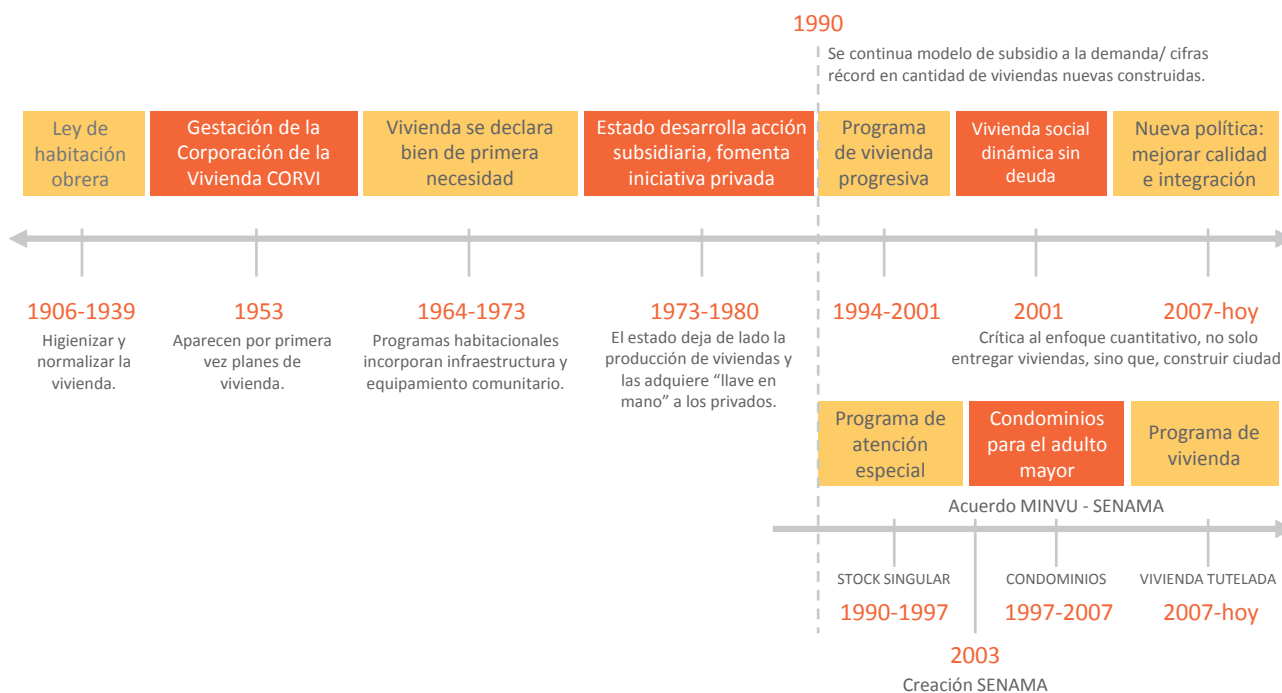 1990
Se continua modelo de subsidio a la demanda/ cifras
récord en cantidad de viviendas nuevas construidas.
Ley de
habitación
obrera
Gestación de la
Corporación de la
Vivienda CORVI
Vivienda se declara
bien de primera
necesidad
Estado desarrolla acción
subsidiaria, fomenta
iniciativa privada
Programa
de vivienda
progresiva
Vivienda social
dinámica sin
deuda
Nueva política:
mejorar calidad
e integración
1906-1939
Higienizar y
normalizar la
vivienda.
1953
Aparecen por primera
vez planes de
vivienda.
1964-1973
Programas habitacionales
incorporan infraestructura y
equipamiento comunitario.
1973-1980
El estado deja de lado la
producción de viviendas y
las adquiere “llave en
mano” a los privados.
1994-2001
2001
2007-hoy
Crítica al enfoque cuantitativo, no solo
entregar viviendas, sino que, construir ciudad
Programa de
atención
especial
Condominios
para el adulto
mayor
Programa de
vivienda
Acuerdo MINVU - SENAMA
STOCK SINGULAR
1990-1997
CONDOMINIOS
1997-2007
VIVIENDA TUTELADA
2007-hoy
2003
Creación SENAMA